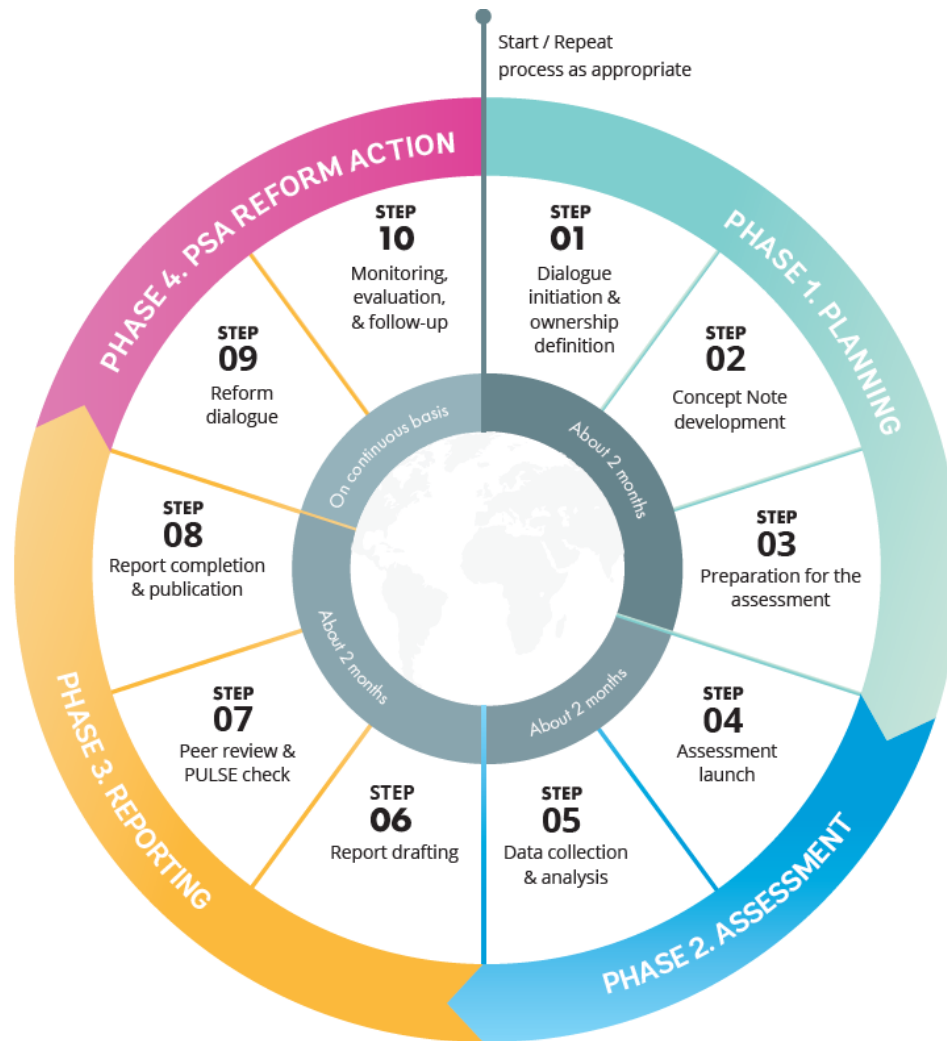 Start / Repeat
process as appropriate
PHASE 1. PLANNING
STEP
01
Dialogue
initiation &
ownership
definition
STEP
02
Concept Note
development
STEP
03
Preparation for the
assessment
About 2 months
PHASE 2. ASSESSMENT
STEP
04
Assessment
launch
STEP
05
Data collection
& analysis
About 2 months
PHASE 3. REPORTING
STEP
06
Report drafting
STEP
07
Peer review &
PULSE check
STEP
08
Report completion
& publication
About 2 months
PHASE 4. PSA REFORM ACTION
STEP
09
Reform
dialogue
STEP
10
Monitoring,
evaluation,
& follow-up
On continuous basis